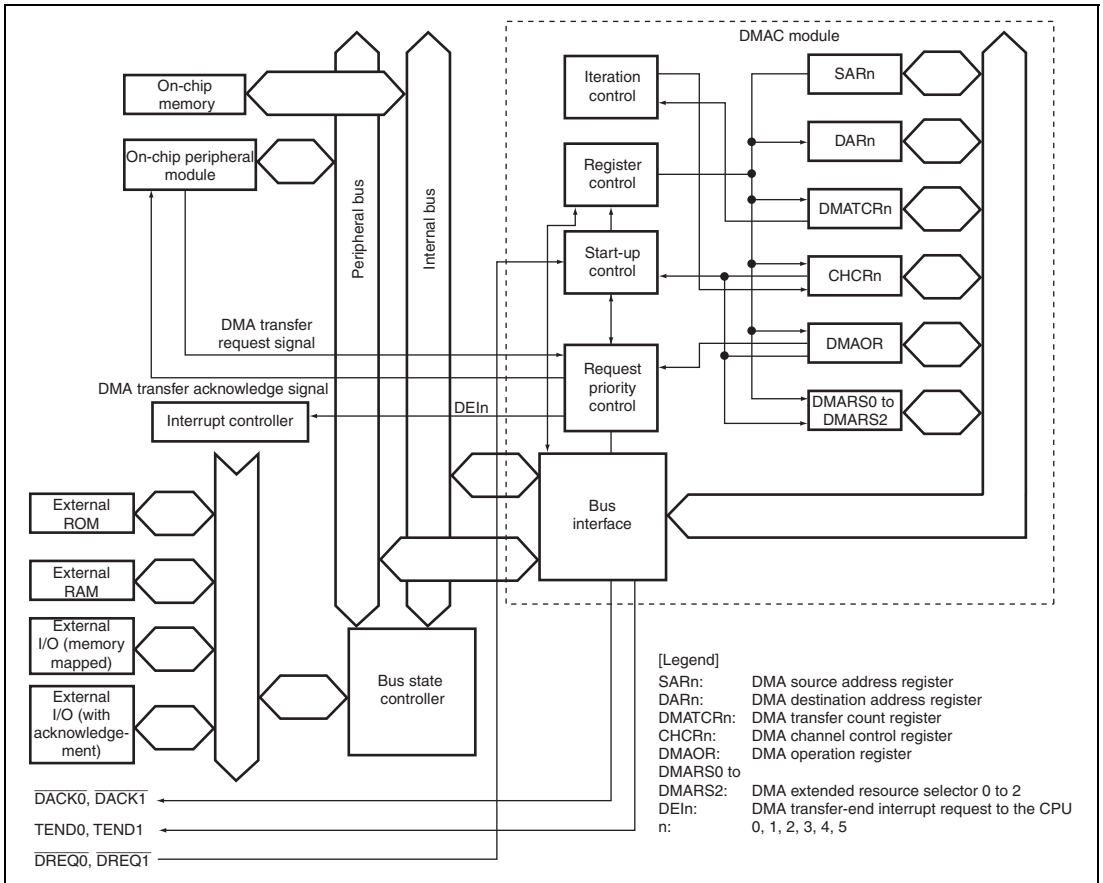 DMAC module
On-chip
memory
On-chip peripheral
module
Peripheral bus
Internal bus
Iteration
control
Register
control
Start-up
control
Request
priority
control
SARn
DARn
DMATCRn
CHCRn
DMAOR
DMARS0 to
DMARS2
DMA transfer
request signal
DMA transfer acknowledge signal
DEIn
Interrupt controller
Bus
interface
External
ROM
External
RAM
External
I/O (memory
mapped)
External
I/O (with
acknowledge-
ment)
Bus state
controller
DACK0, DACK1
TEND0, TEND1
DREQ0, DREQ1
[Legend]
SARn: DMA source address register
DARn: DMA destination address register
DMATCRn: DMA transfer count register
CHCRn: DMA channel control register
DMAOR: DMA operation register
DMARS0 to
DMARS2: DMA extended resource selector 0 to 2
DEIn: DMA transfer-end interrupt request to the CPU
n: 0, 1, 2, 3, 4, 5